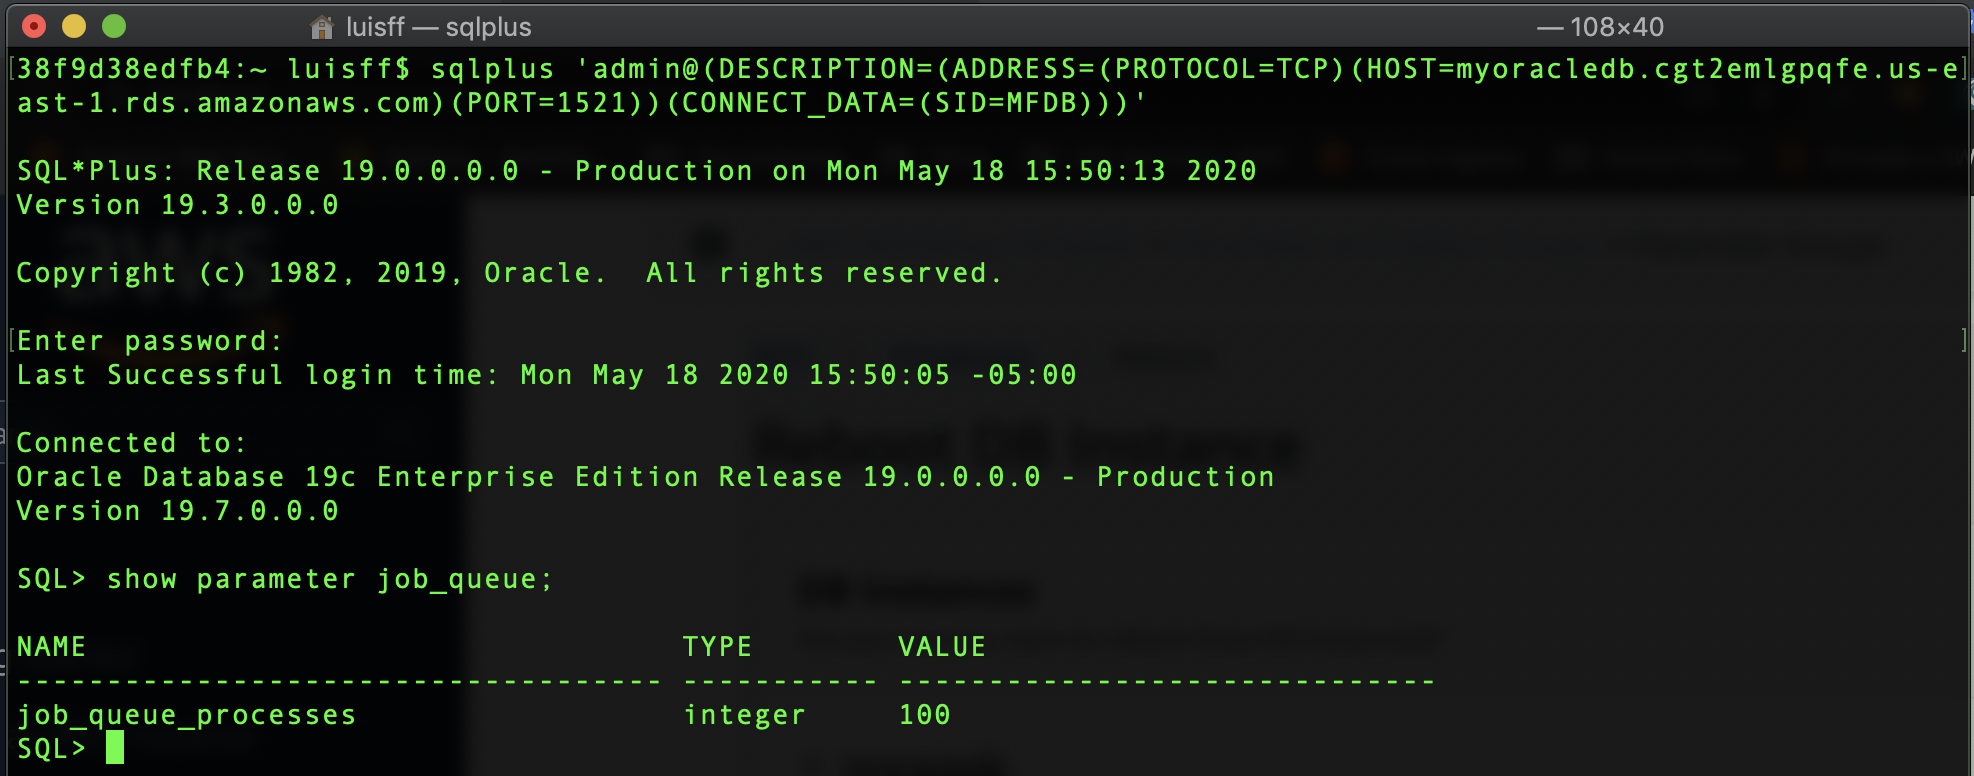 luisff — sqlplus — 108×40
38f9d38edfb4:~ luisff$ sqlplus 'admin@(DESCRIPTION=(ADDRESS=(PROTOCOL=TCP)(HOST=myoracledb.cgt2emlgpqfe.us-e
ast-1.rds.amazonaws.com)(PORT=1521))(CONNECT_DATA=(SID=MFDB)))'
SQL*Plus: Release 19.0.0.0.0 - Production on Mon May 18 15:50:13 2020
Version 19.3.0.0.0
Copyright (c) 1982, 2019, Oracle.  All rights reserved.
Enter password:
Last Successful login time: Mon May 18 2020 15:50:05 -05:00
Connected to:
Oracle Database 19c Enterprise Edition Release 19.0.0.0.0 - Production
Version 19.7.0.0.0
SQL> show parameter job_queue;
NAME                                 TYPE        VALUE
------------------------------------ ----------- ------------------------------
job_queue_processes                  integer     100
SQL>